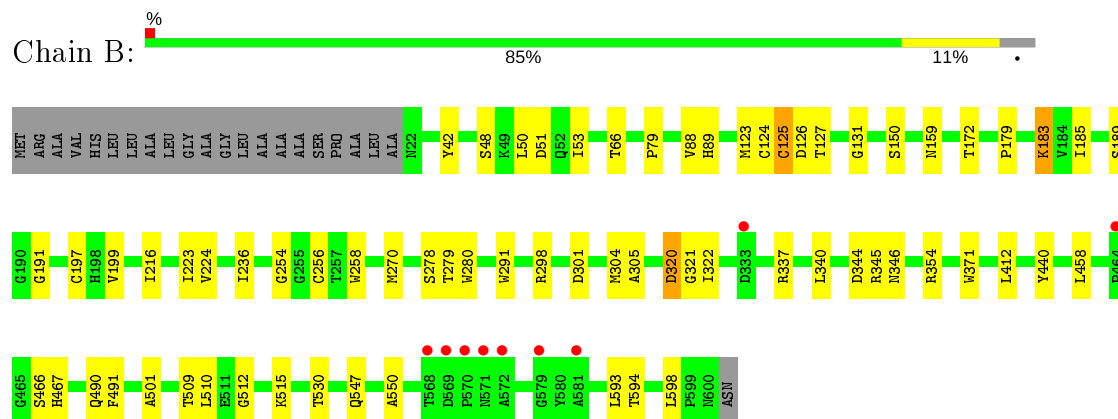 %
Chain B:
85% 11% •
MET ARG ALA VAL HIS LEU LEU ALA ALA LEU GLY ALA GLY LEU ALA ALA ALA SER PRO ALA LEU ALA N22 Y42 S48 K49 L50 D51 Q52 I53 T66 P79 V88 H89 M123 C124 C125 D126 T127 G131 S150 N159 T172 P179 K183 V184 I185
G190 G191 C197 H198 V199 I216 I223 V224 I236 G254 G255 C256 T257 W258 M270 S278 T279 W280 W291 R298 D301 M304 A305 D320 G321 I322 D333 R337 L340 D344 R345 N346 R354 W371 L412 Y440 L458 P464
G465 S466 H467 Q490 F491 A501 T509 L510 E511 G512 K515 T530 Q547 A550 T568 D569 P570 N571 A572 G579 Y580 A581 L593 T594 L598 P599 N600 ASN